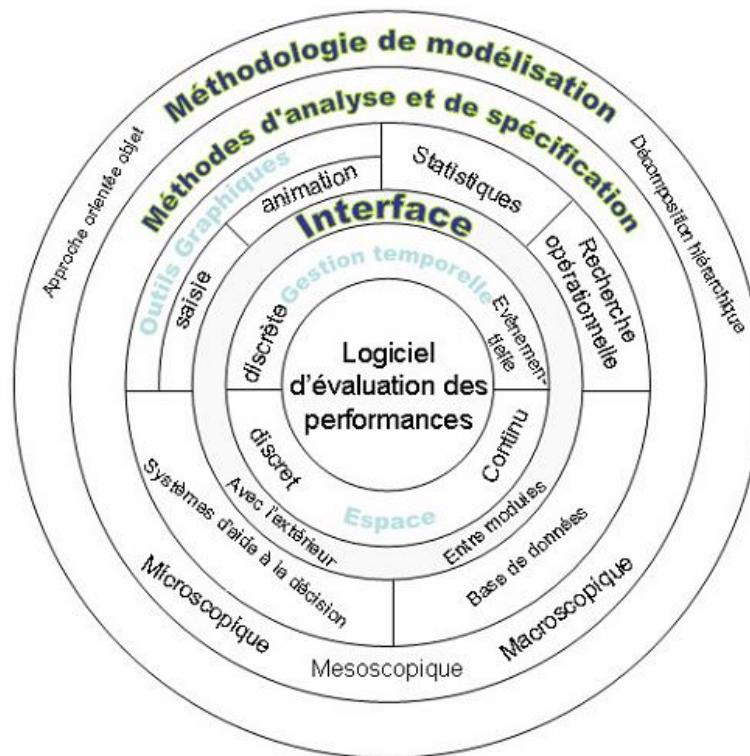 Méthodologie de modélisation
Approche orientée objet
Décomposition hiérarchique
Méthodes d'analyse et de spécification
Outils Graphiques
saisie
animation
Statistiques
Recherche
opérationnelle
Interface
Gestion temporelle
discrète
Evènemen-
tielle
Logiciel
d'évaluation des
performances
discret
Continu
Espace
Avec l'extérieur
Entre modules
Systèmes d'aide à la décision
Base de données
Microscopique
Mesoscopique
Macroscopique